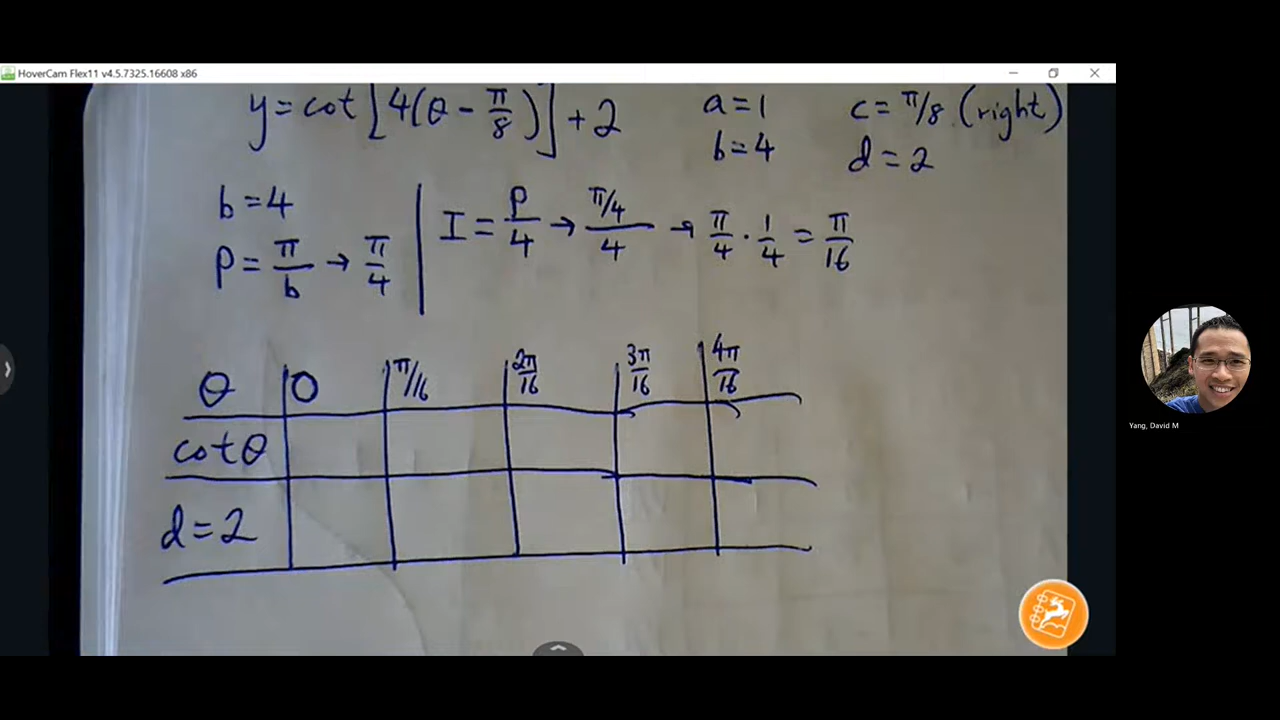 HoverCam Flex11 v4.5.7325.16608 x86
y = cot [4(θ - π/8)] + 2 a = 1 c = π/8 (right)
b = 4 d = 2
b = 4 I = P/4 → π/4/4 → π/4 · 1/4 = π/16
P = π/b → π/4
θ 0 π/16 2π/16 3π/16 4π/16
cot θ
d = 2
Yang, David M